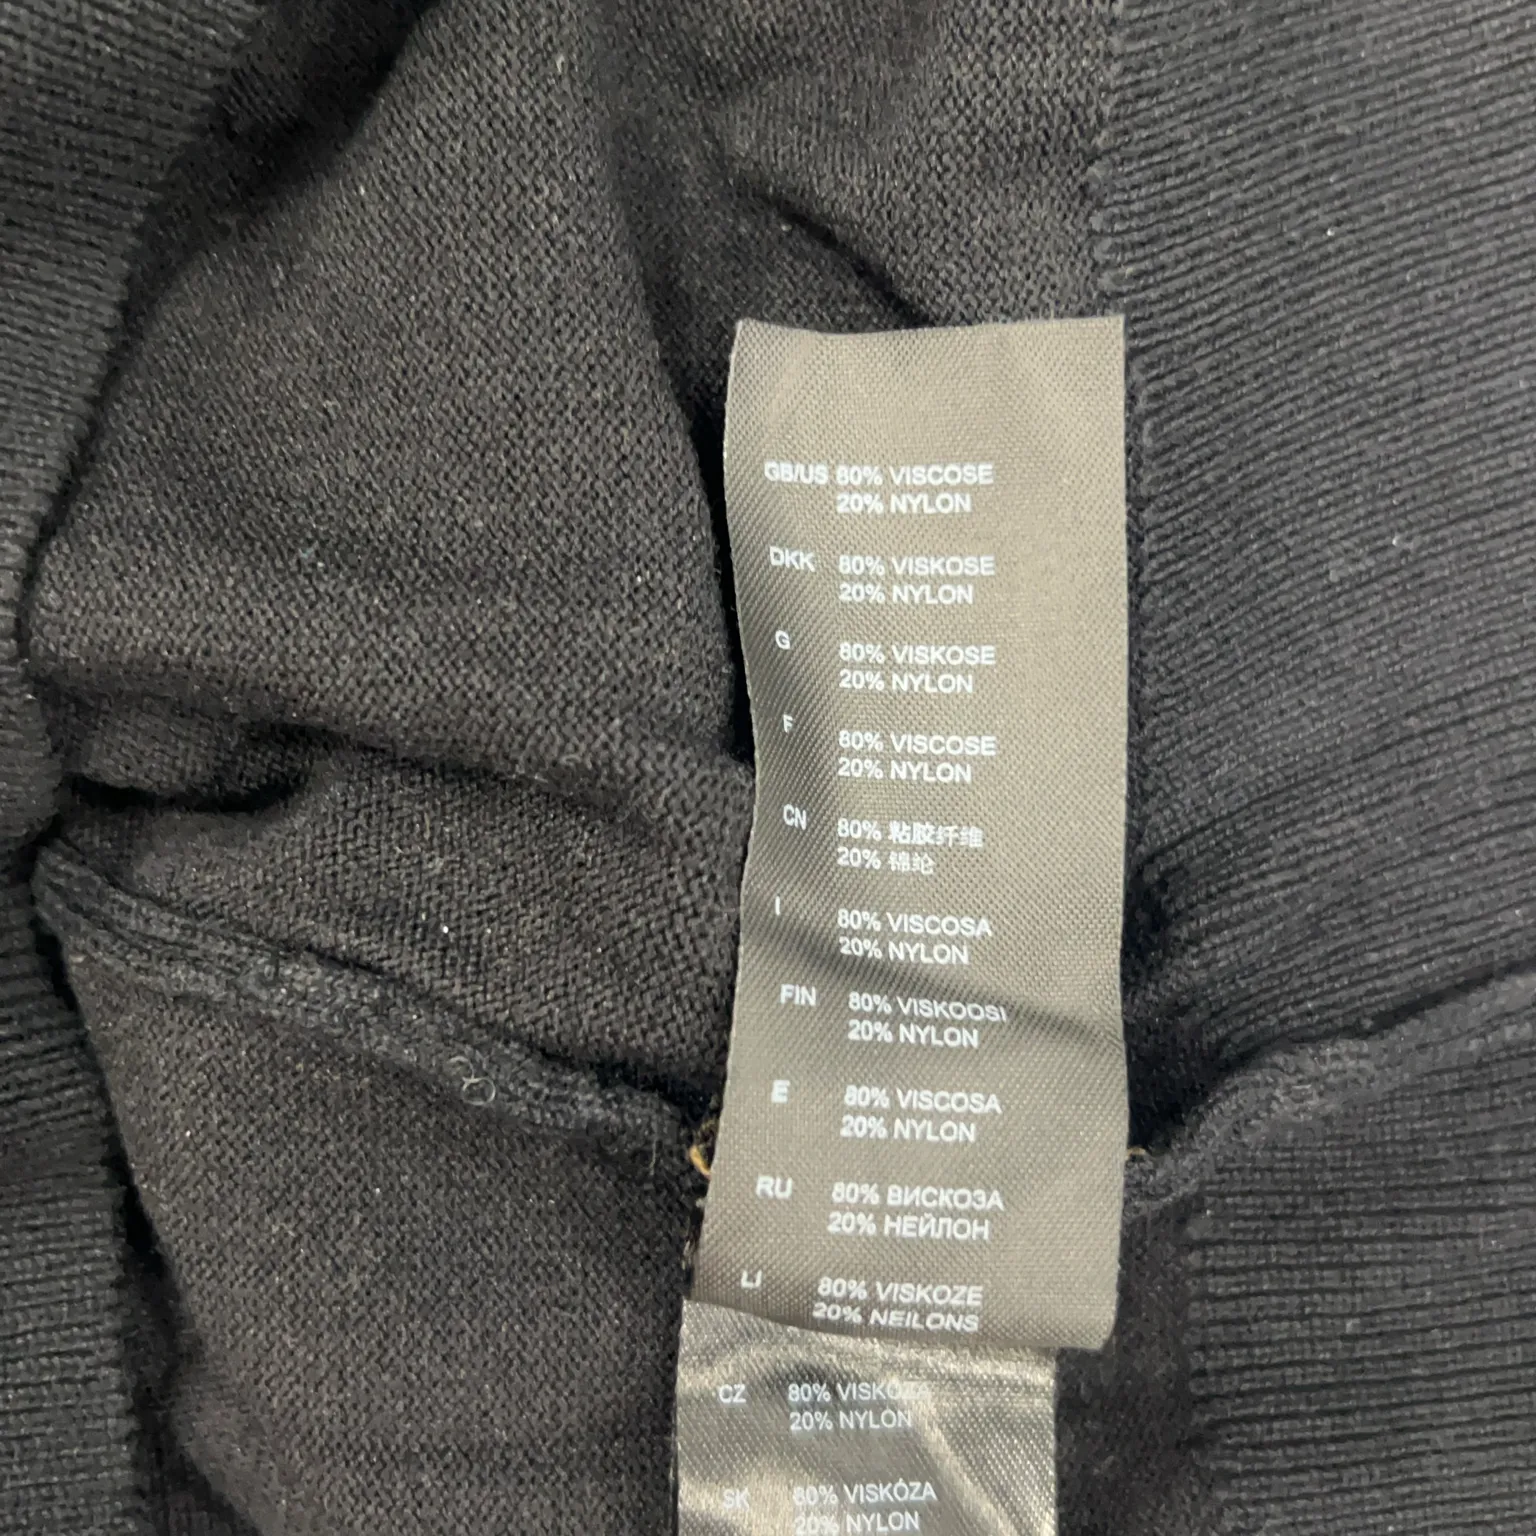 GB/US 80% VISCOSE
20% NYLON
DKK 80% VISKOSE
20% NYLON
G 80% VISKOSE
20% NYLON
F 80% VISCOSE
20% NYLON
CN 80% 粘胶纤维
20% 锦纶
I 80% VISCOSA
20% NYLON
FIN 80% VISKOOSI
20% NYLON
E 80% VISCOSA
20% NYLON
RU 80% ВИСКОЗА
20% НЕЙЛОН
LI 80% VISKOZE
20% NEILONS
CZ 80% VISKOZA
20% NYLON
SK 80% VISKÓZA
20% NYLON